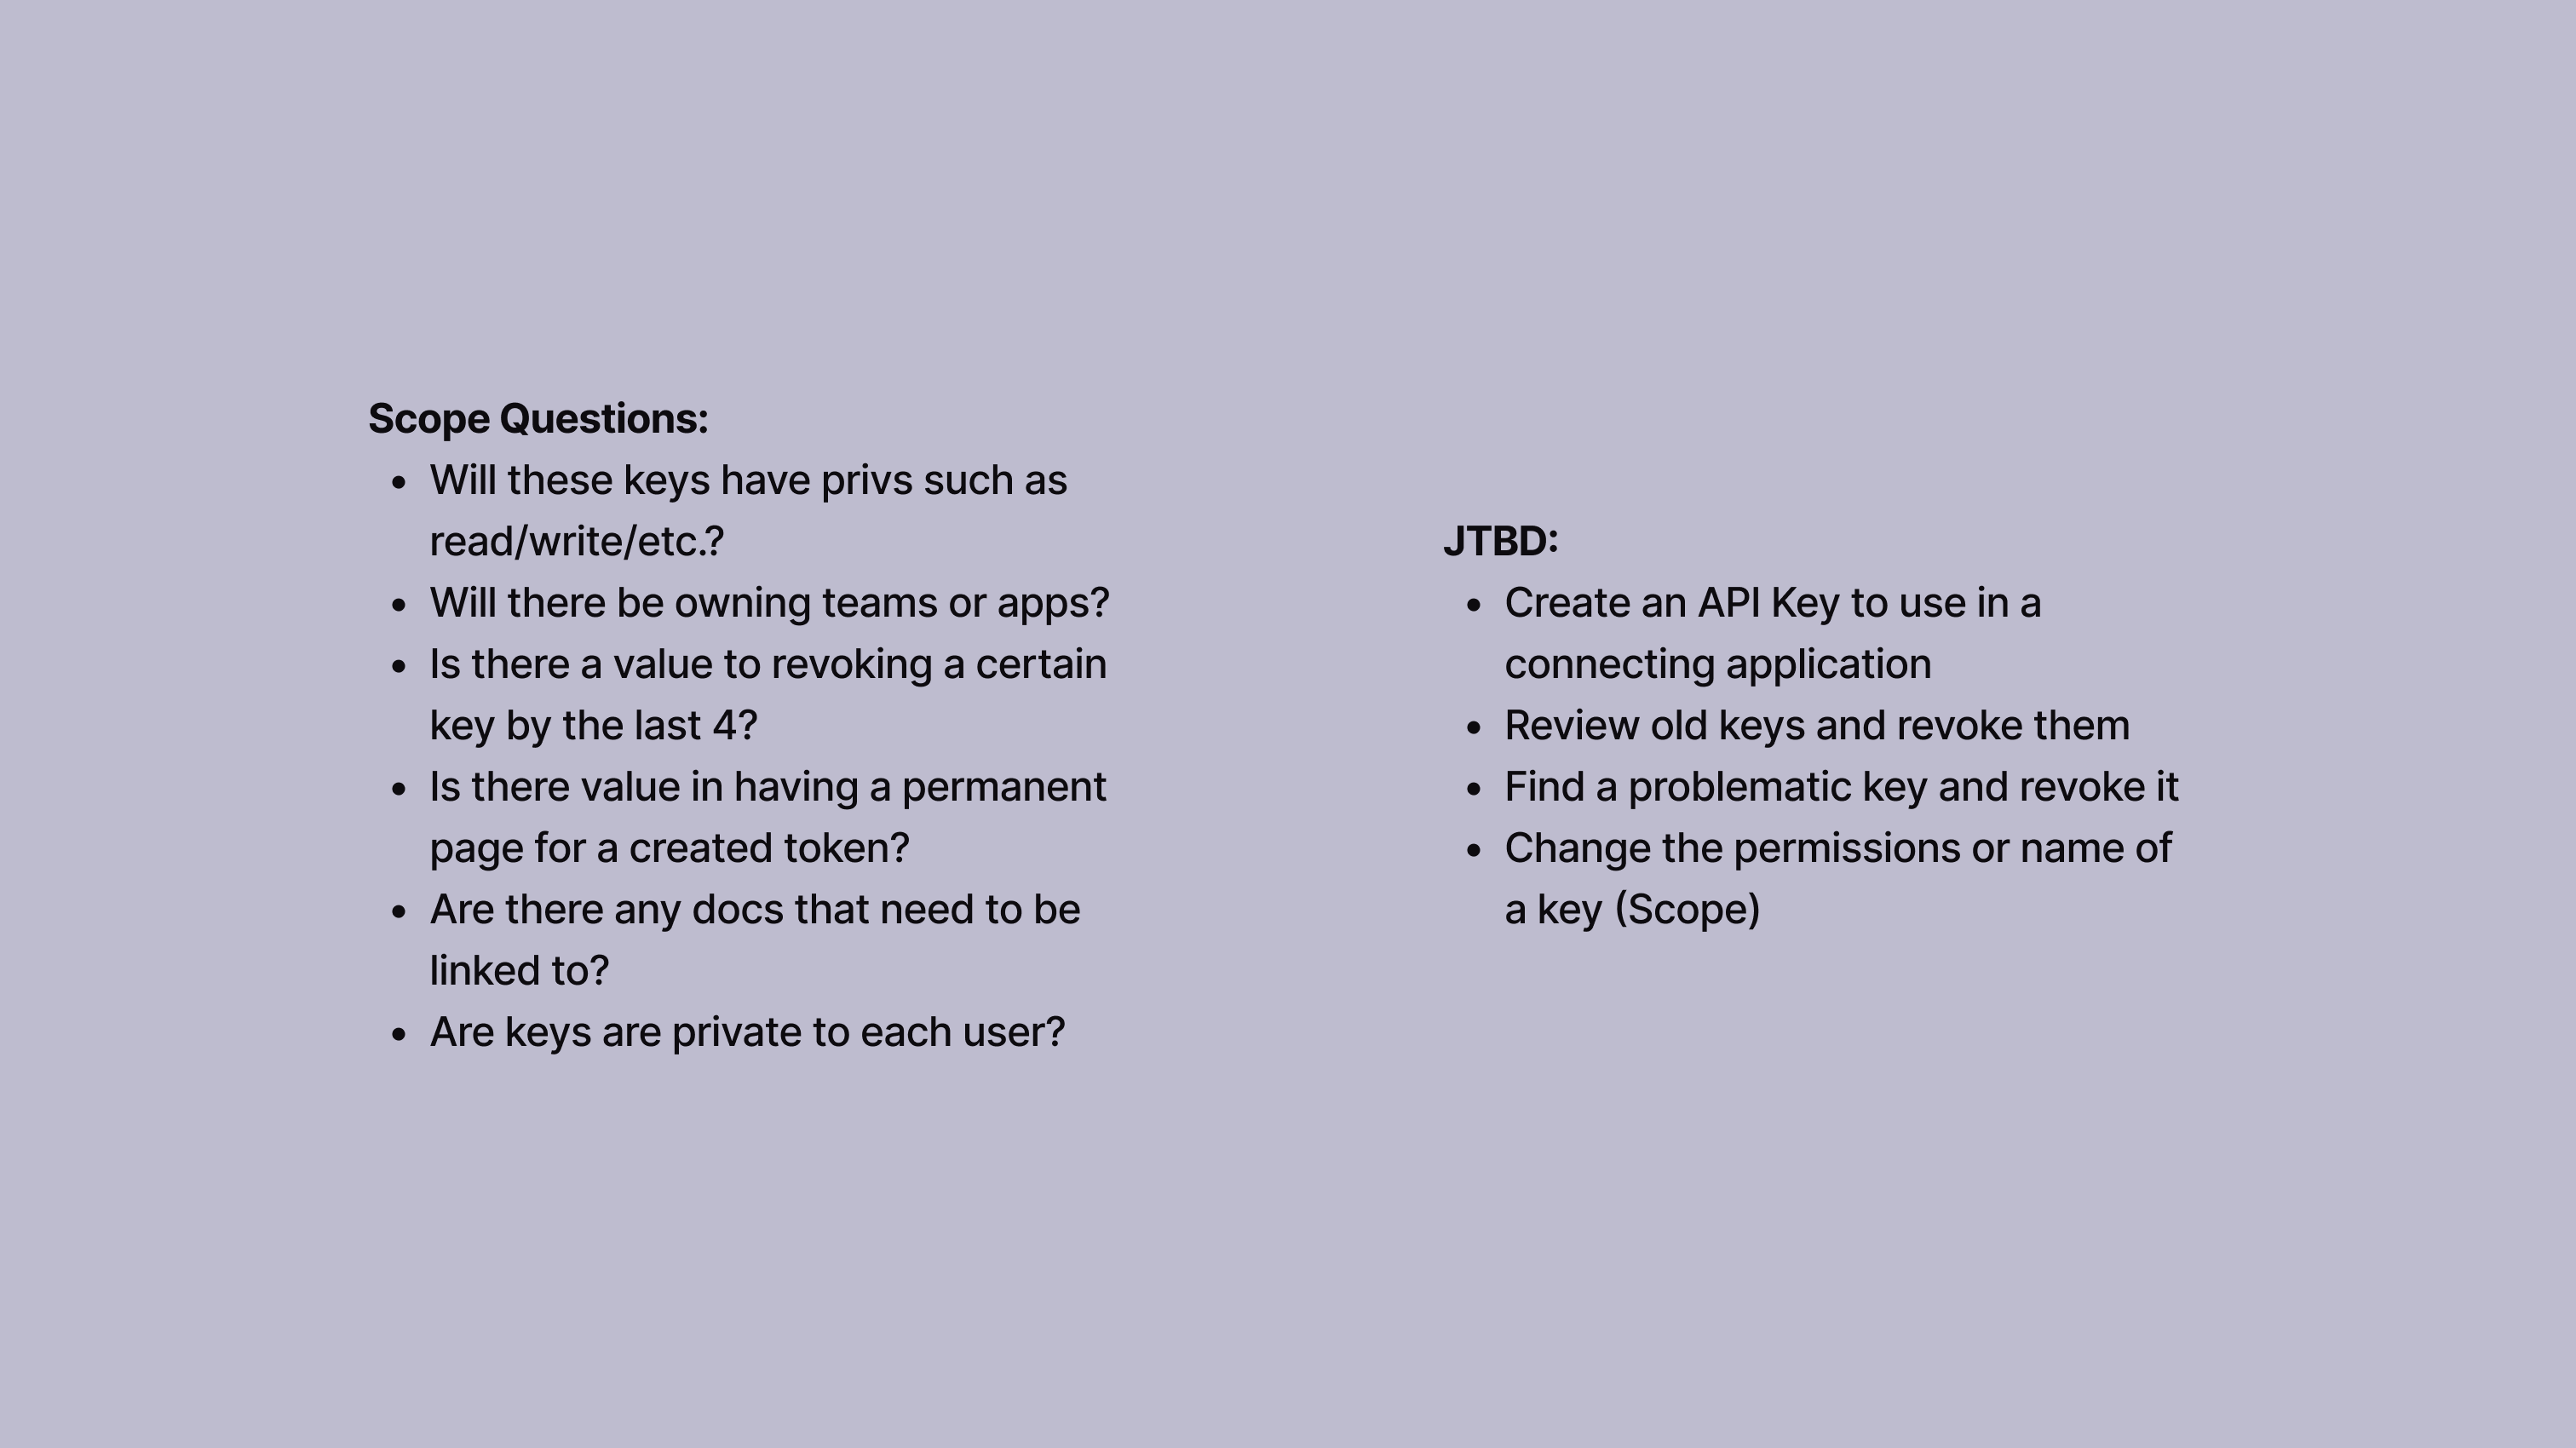 Scope Questions:
• Will these keys have privs such as
read/write/etc.?
• Will there be owning teams or apps?
• Is there a value to revoking a certain
key by the last 4?
• Is there value in having a permanent
page for a created token?
• Are there any docs that need to be
linked to?
• Are keys are private to each user?
JTBD:
• Create an API Key to use in a
connecting application
• Review old keys and revoke them
• Find a problematic key and revoke it
• Change the permissions or name of
a key (Scope)